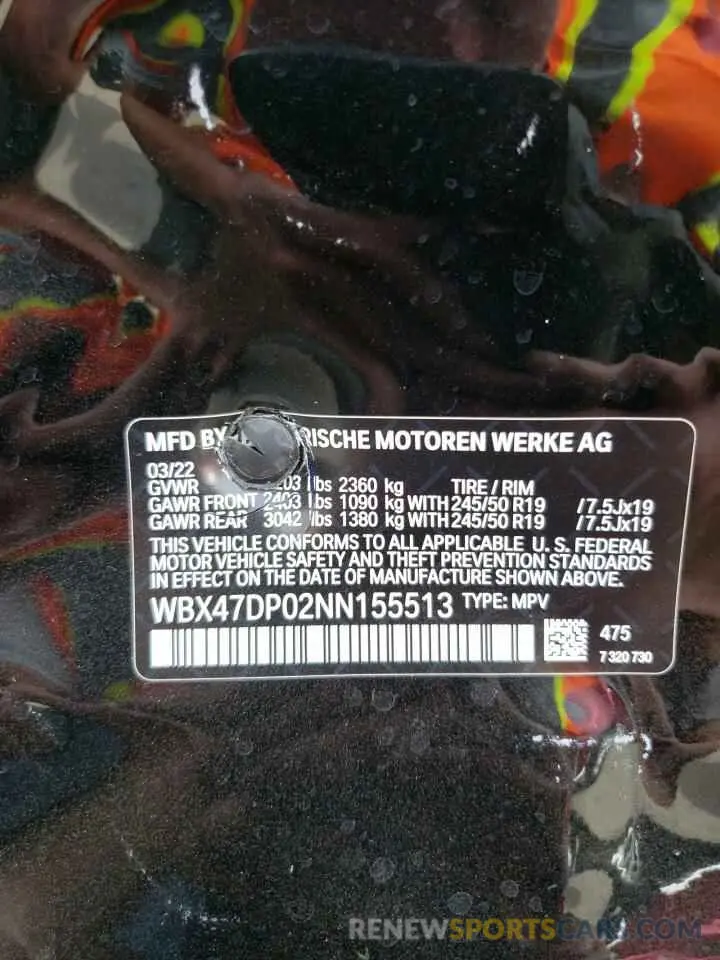 MFD BY RISCHE MOTOREN WERKE AG
03/22
GVWR 203 lbs 2360 kg TIRE / RIM
GAWR FRONT 2403 lbs 1090 kg WITH 245/50 R19 /7.5Jx19
GAWR REAR 3042 lbs 1380 kg WITH 245/50 R19 /7.5Jx19
THIS VEHICLE CONFORMS TO ALL APPLICABLE U. S. FEDERAL
MOTOR VEHICLE SAFETY AND THEFT PREVENTION STANDARDS
IN EFFECT ON THE DATE OF MANUFACTURE SHOWN ABOVE.
WBX47DP02NN155513 TYPE: MPV
475
7 320 730
RENEWSPORTSCARS.COM